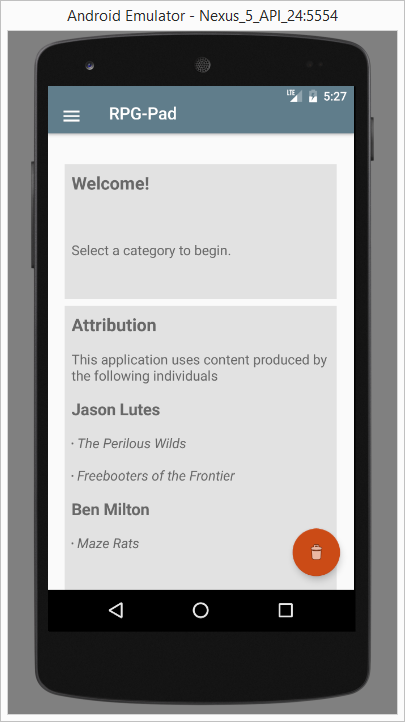 Android Emulator - Nexus_5_API_24:5554
LTE 5:27
RPG-Pad
Welcome!
Select a category to begin.
Attribution
This application uses content produced by
the following individuals
Jason Lutes
· The Perilous Wilds
· Freebooters of the Frontier
Ben Milton
· Maze Rats